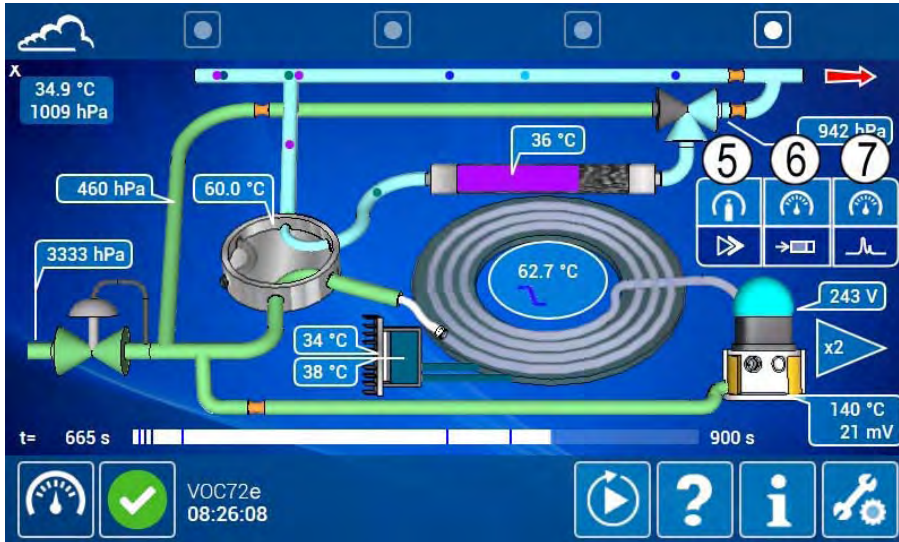 x
34.9 °C
1009 hPa
36 °C
942 hPa
5
6
7
460 hPa
60.0 °C
3333 hPa
62.7 °C
243 V
34 °C
38 °C
x2
140 °C
21 mV
t= 665 s
900 s
VOC72e
08:26:08
?
i